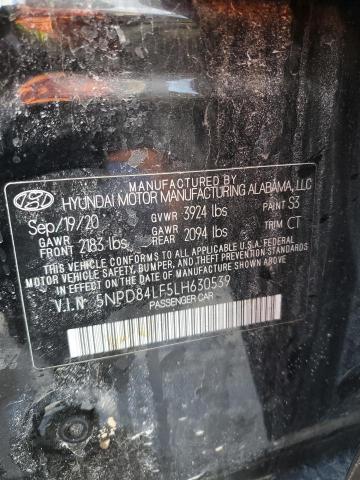 MANUFACTURED BY
HYUNDAI MOTOR MANUFACTURING ALABAMA, LLC
Sep/19/20 GVWR 3924 lbs PAINT S3
GAWR FRONT 2183 lbs GAWR REAR 2094 lbs TRIM CT
THIS VEHICLE CONFORMS TO ALL APPLICABLE U.S. FEDERAL
MOTOR VEHICLE SAFETY, BUMPER, AND THEFT PREVENTION STANDARDS
IN EFFECT ON THE DATE OF MANUFACTURE SHOWN ABOVE.
V.I.N 5NPD84LF5LH630539
PASSENGER CAR